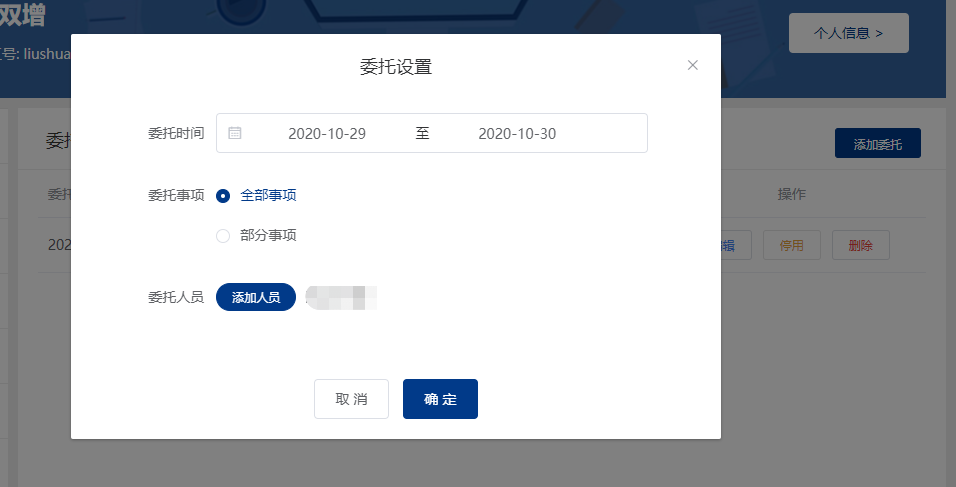 双增
号: liushua
个人信息 >
委托设置
委托时间 2020-10-29 至 2020-10-30
添加委托
委托事项 全部事项
操作
部分事项
202
停用 删除
委托人员 添加人员
取消 确定